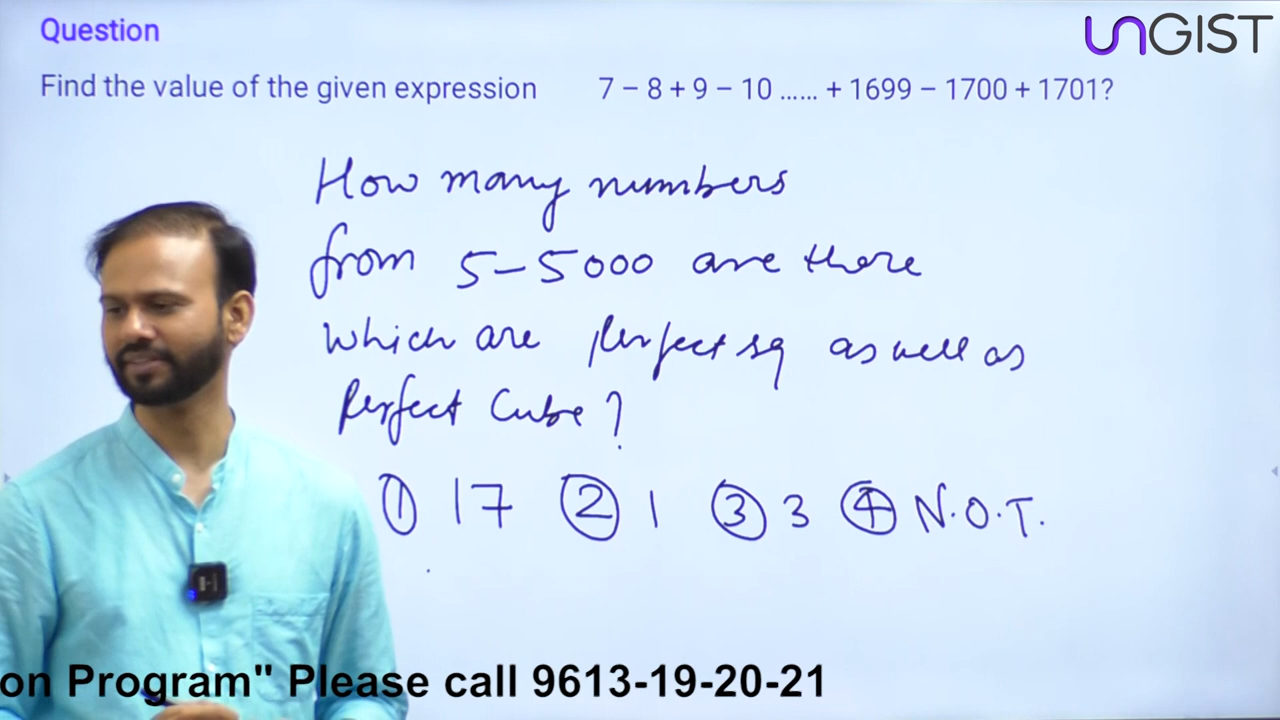 Question
UNGIST
Find the value of the given expression 7 – 8 + 9 – 10 ...... + 1699 – 1700 + 1701?
How many numbers
from 5-5000 are there
which are perfect sq as well as
Perfect Cube?
① 17 ② 1 ③ 3 ④ N.O.T.
on Program" Please call 9613-19-20-21